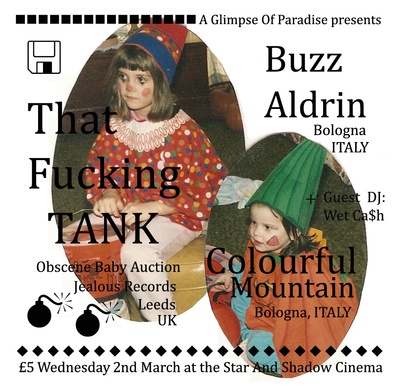 A Glimpse Of Paradise presents
Buzz
Aldrin
Bologna
ITALY
That
Fucking
TANK
+ Guest DJ:
Wet Ca$h
Obscene Baby Auction
Jealous Records
Leeds
UK
Colourful
Mountain
Bologna, ITALY
£5 Wednesday 2nd March at the Star And Shadow Cinema